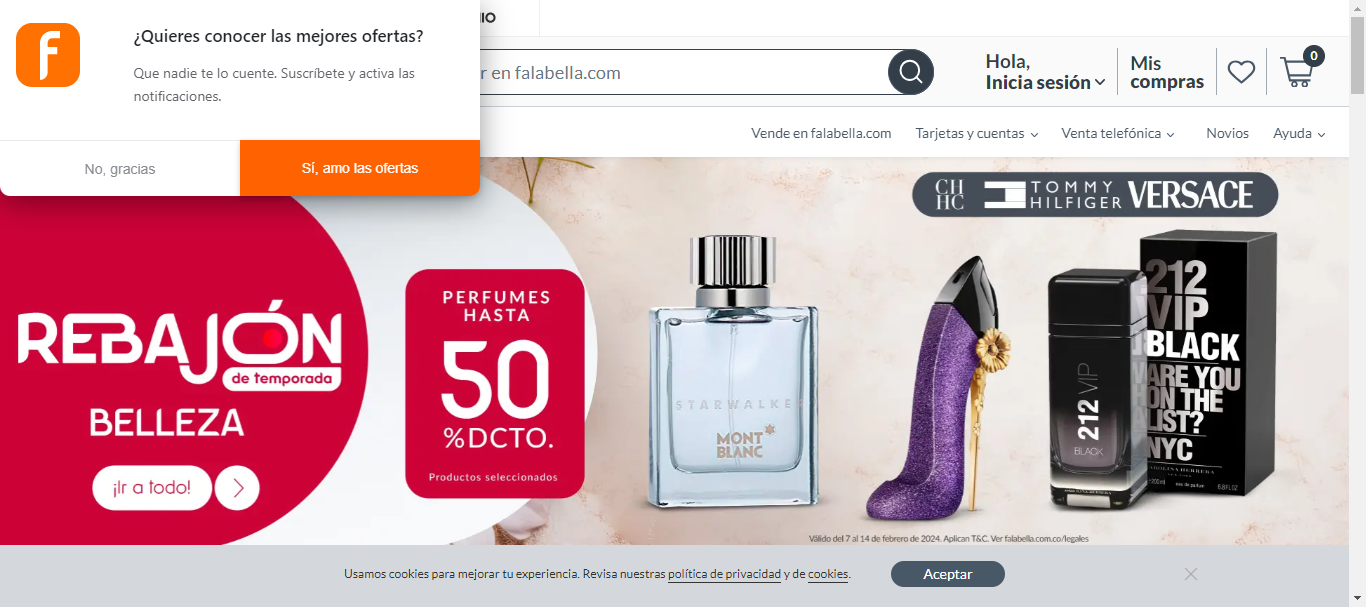 IO
¿Quieres conocer las mejores ofertas?
Que nadie te lo cuente. Suscríbete y activa las
notificaciones.
No, gracias
Sí, amo las ofertas
r en falabella.com
Hola,
Inicia sesión
Mis
compras
0
Vende en falabella.com
Tarjetas y cuentas
Venta telefónica
Novios
Ayuda
CH
HC
TOMMY
HILFIGER
VERSACE
REBAJÓN
de temporada
BELLEZA
¡Ir a todo!
PERFUMES
HASTA
50
%DCTO.
Productos seleccionados
STARWALKER
MONT
BLANC
212 VIP
BLACK
212
VIP
BLACK
ARE YOU
ON THE
LIST?
NYC
CAROLINA HERRERA
Válido del 7 al 14 de febrero de 2024. Aplican T&C. Ver falabella.com.co/legales
Usamos cookies para mejorar tu experiencia. Revisa nuestras política de privacidad y de cookies.
Aceptar